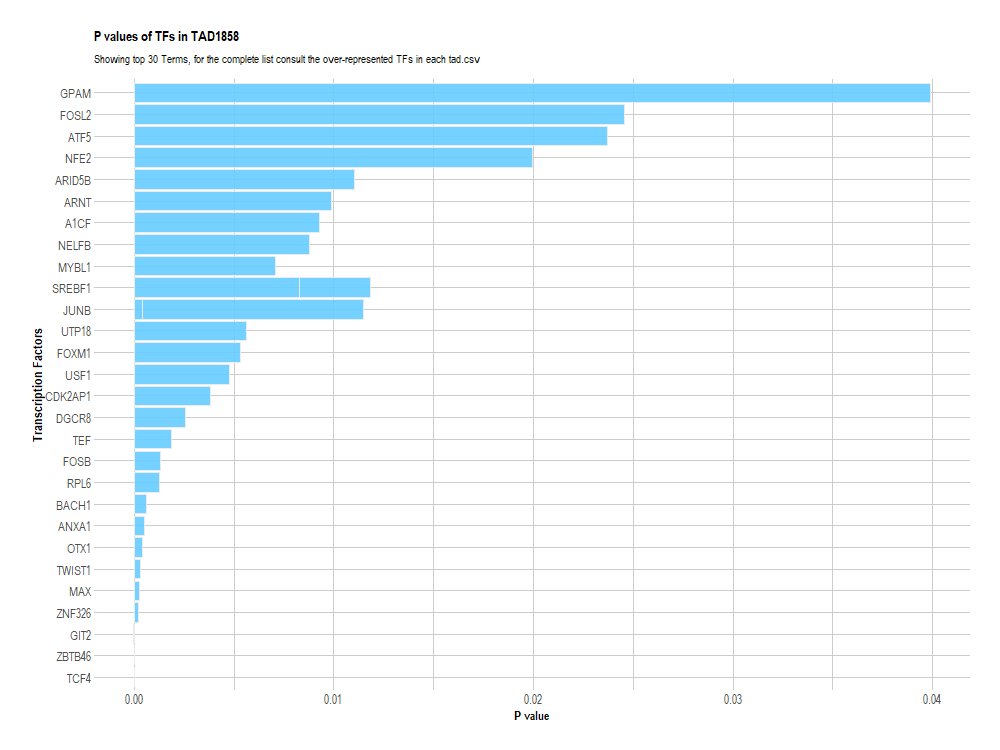 P values of TFs in TAD1858
Showing top 30 Terms, for the complete list consult the over-represented TFs in each tad.csv
Transcription Factors
GPAM
FOSL2
ATF5
NFE2
ARID5B
ARNT
A1CF
NELFB
MYBL1
SREBF1
JUNB
UTP18
FOXM1
USF1
CDK2AP1
DGCR8
TEF
FOSB
RPL6
BACH1
ANXA1
OTX1
TWIST1
MAX
ZNF326
GIT2
ZBTB46
TCF4
0.00 0.01 0.02 0.03 0.04
P value